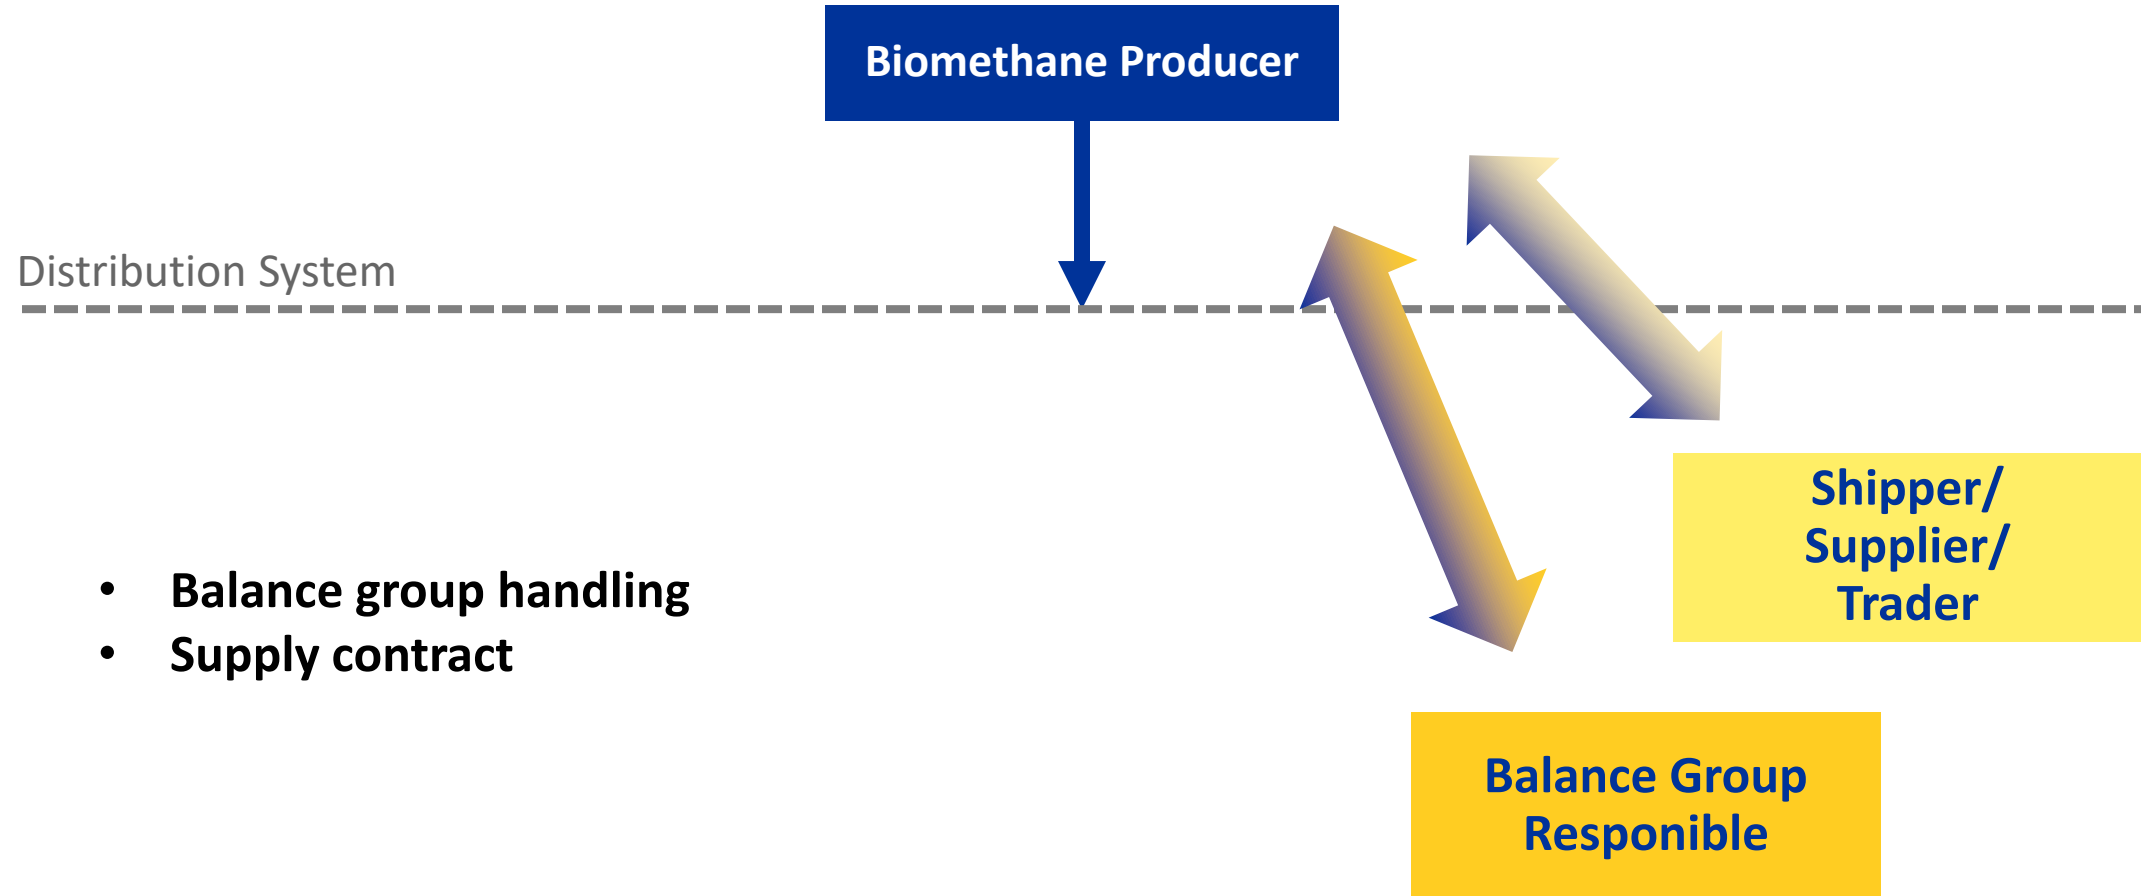 Biomethane Producer
Distribution System
Shipper/
Supplier/
Trader
• Balance group handling
• Supply contract
Balance Group
Responible